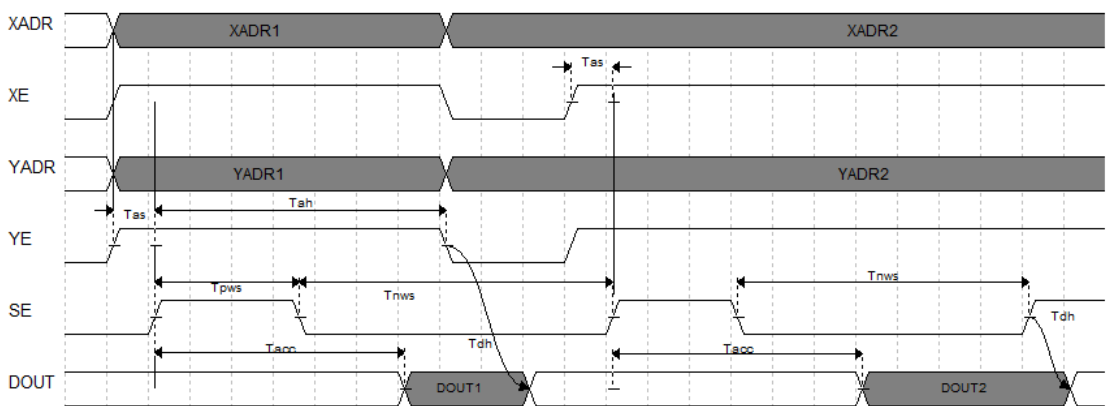 XADR XADR1 XADR2
Tas
XE
YADR YADR1 YADR2
Tas Tah
YE
Tpws Tnws Tnws
SE
Tdh
Tacc Tdh Tacc
DOUT DOUT1 DOUT2